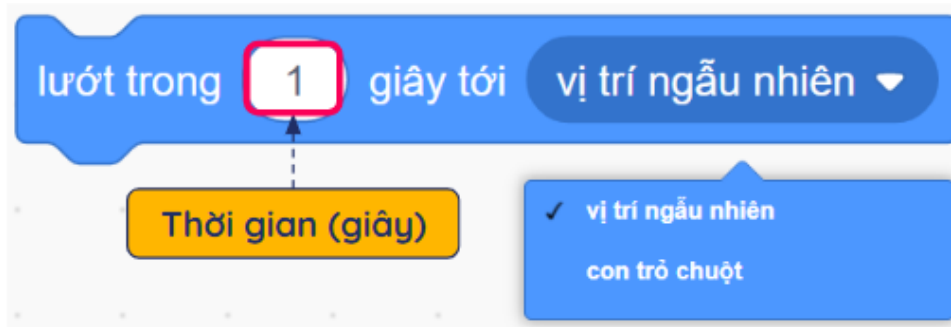 lướt trong 1 giây tới vị trí ngẫu nhiên
Thời gian (giây)
✓ vị trí ngẫu nhiên
con trỏ chuột